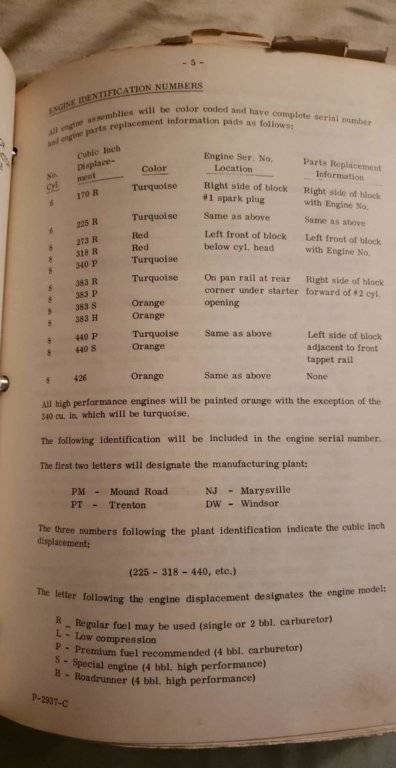 - 5 -
ENGINE IDENTIFICATION NUMBERS
All engine assemblies will be color coded and have complete serial number
and engine parts replacement information pads as follows:
No. Cyl. Cubic Inch Displace-ment Color Engine Ser. No. Location Parts Replacement Information
6 170 R Turquoise Right side of block #1 spark plug Right side of block with Engine No.
6 225 R Turquoise Same as above Same as above
8 273 R Red Left front of block below cyl. head Left front of block with Engine No.
8 318 R Red
8 340 P Turquoise
8 383 R Turquoise On pan rail at rear corner under starter opening Right side of block forward of #2 cyl.
8 383 P
8 383 S Orange
8 383 H Orange
8 440 P Turquoise Same as above Left side of block adjacent to front tappet rail
8 440 S Orange
8 426 Orange Same as above None
All high performance engines will be painted orange with the exception of the
340 cu. in. which will be turquoise.
The following identification will be included in the engine serial number.
The first two letters will designate the manufacturing plant:
PM - Mound Road NJ - Marysville
PT - Trenton DW - Windsor
The three numbers following the plant identification indicate the cubic inch
displacement:
(225 - 318 - 440, etc.)
The letter following the engine displacement designates the engine model:
R - Regular fuel may be used (single or 2 bbl. carburetor)
L - Low compression
P - Premium fuel recommended (4 bbl. carburetor)
S - Special engine (4 bbl. high performance)
H - Roadrunner (4 bbl. high performance)
P-2937-C